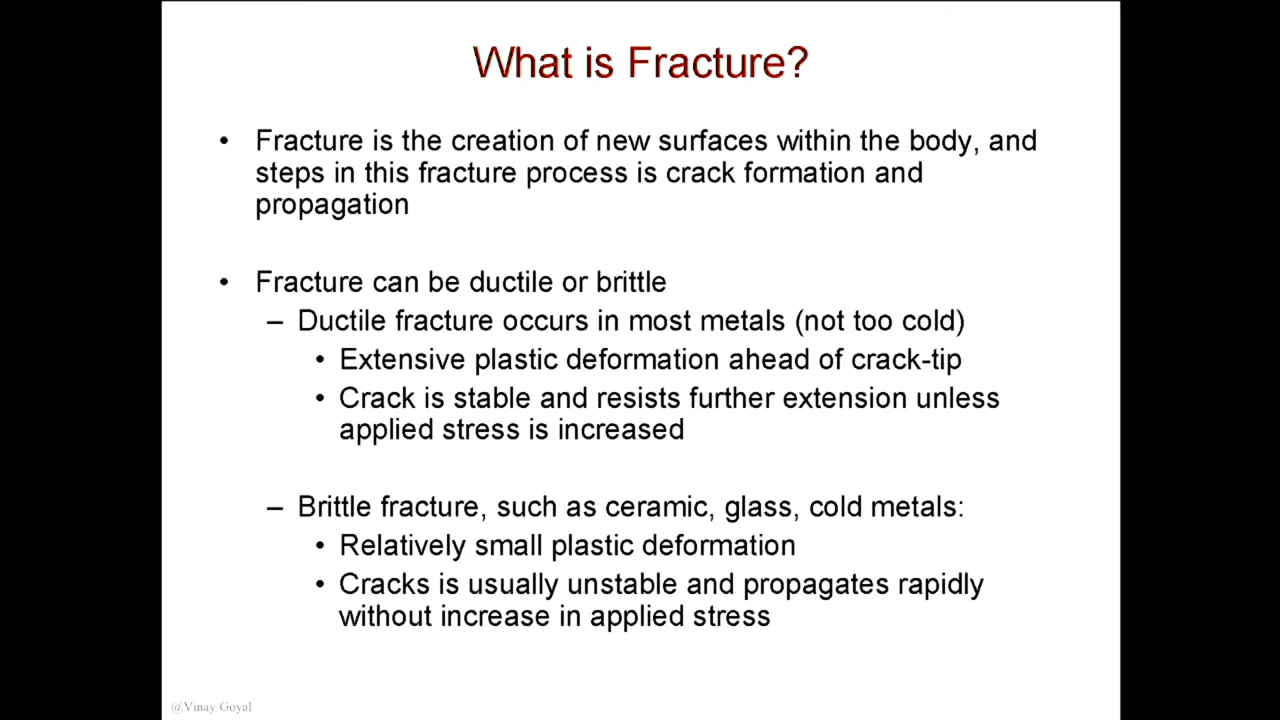 What is Fracture?
• Fracture is the creation of new surfaces within the body, and
steps in this fracture process is crack formation and
propagation
• Fracture can be ductile or brittle
– Ductile fracture occurs in most metals (not too cold)
• Extensive plastic deformation ahead of crack-tip
• Crack is stable and resists further extension unless
applied stress is increased
– Brittle fracture, such as ceramic, glass, cold metals:
• Relatively small plastic deformation
• Cracks is usually unstable and propagates rapidly
without increase in applied stress
@Vinay Goyal